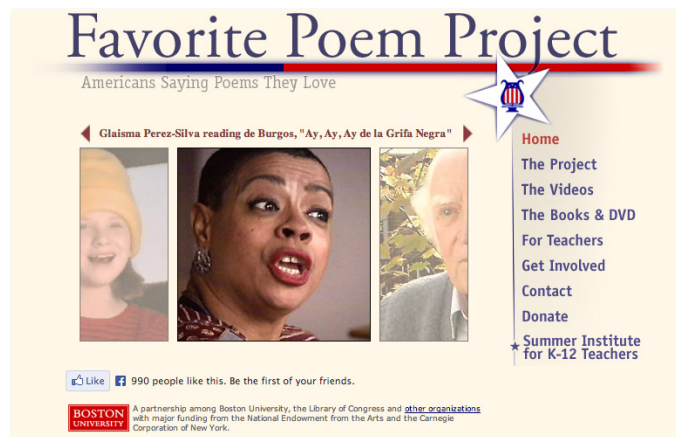 Favorite Poem Project
Americans Saying Poems They Love
Glaisma Perez-Silva reading de Burgos, "Ay, Ay, Ay de la Grifa Negra"
Home
The Project
The Videos
The Books & DVD
For Teachers
Get Involved
Contact
Donate
Summer Institute
for K-12 Teachers
Like
990 people like this. Be the first of your friends.
BOSTON
UNIVERSITY
A partnership among Boston University, the Library of Congress and other organizations
with major funding from the National Endowment from the Arts and the Carnegie
Corporation of New York.